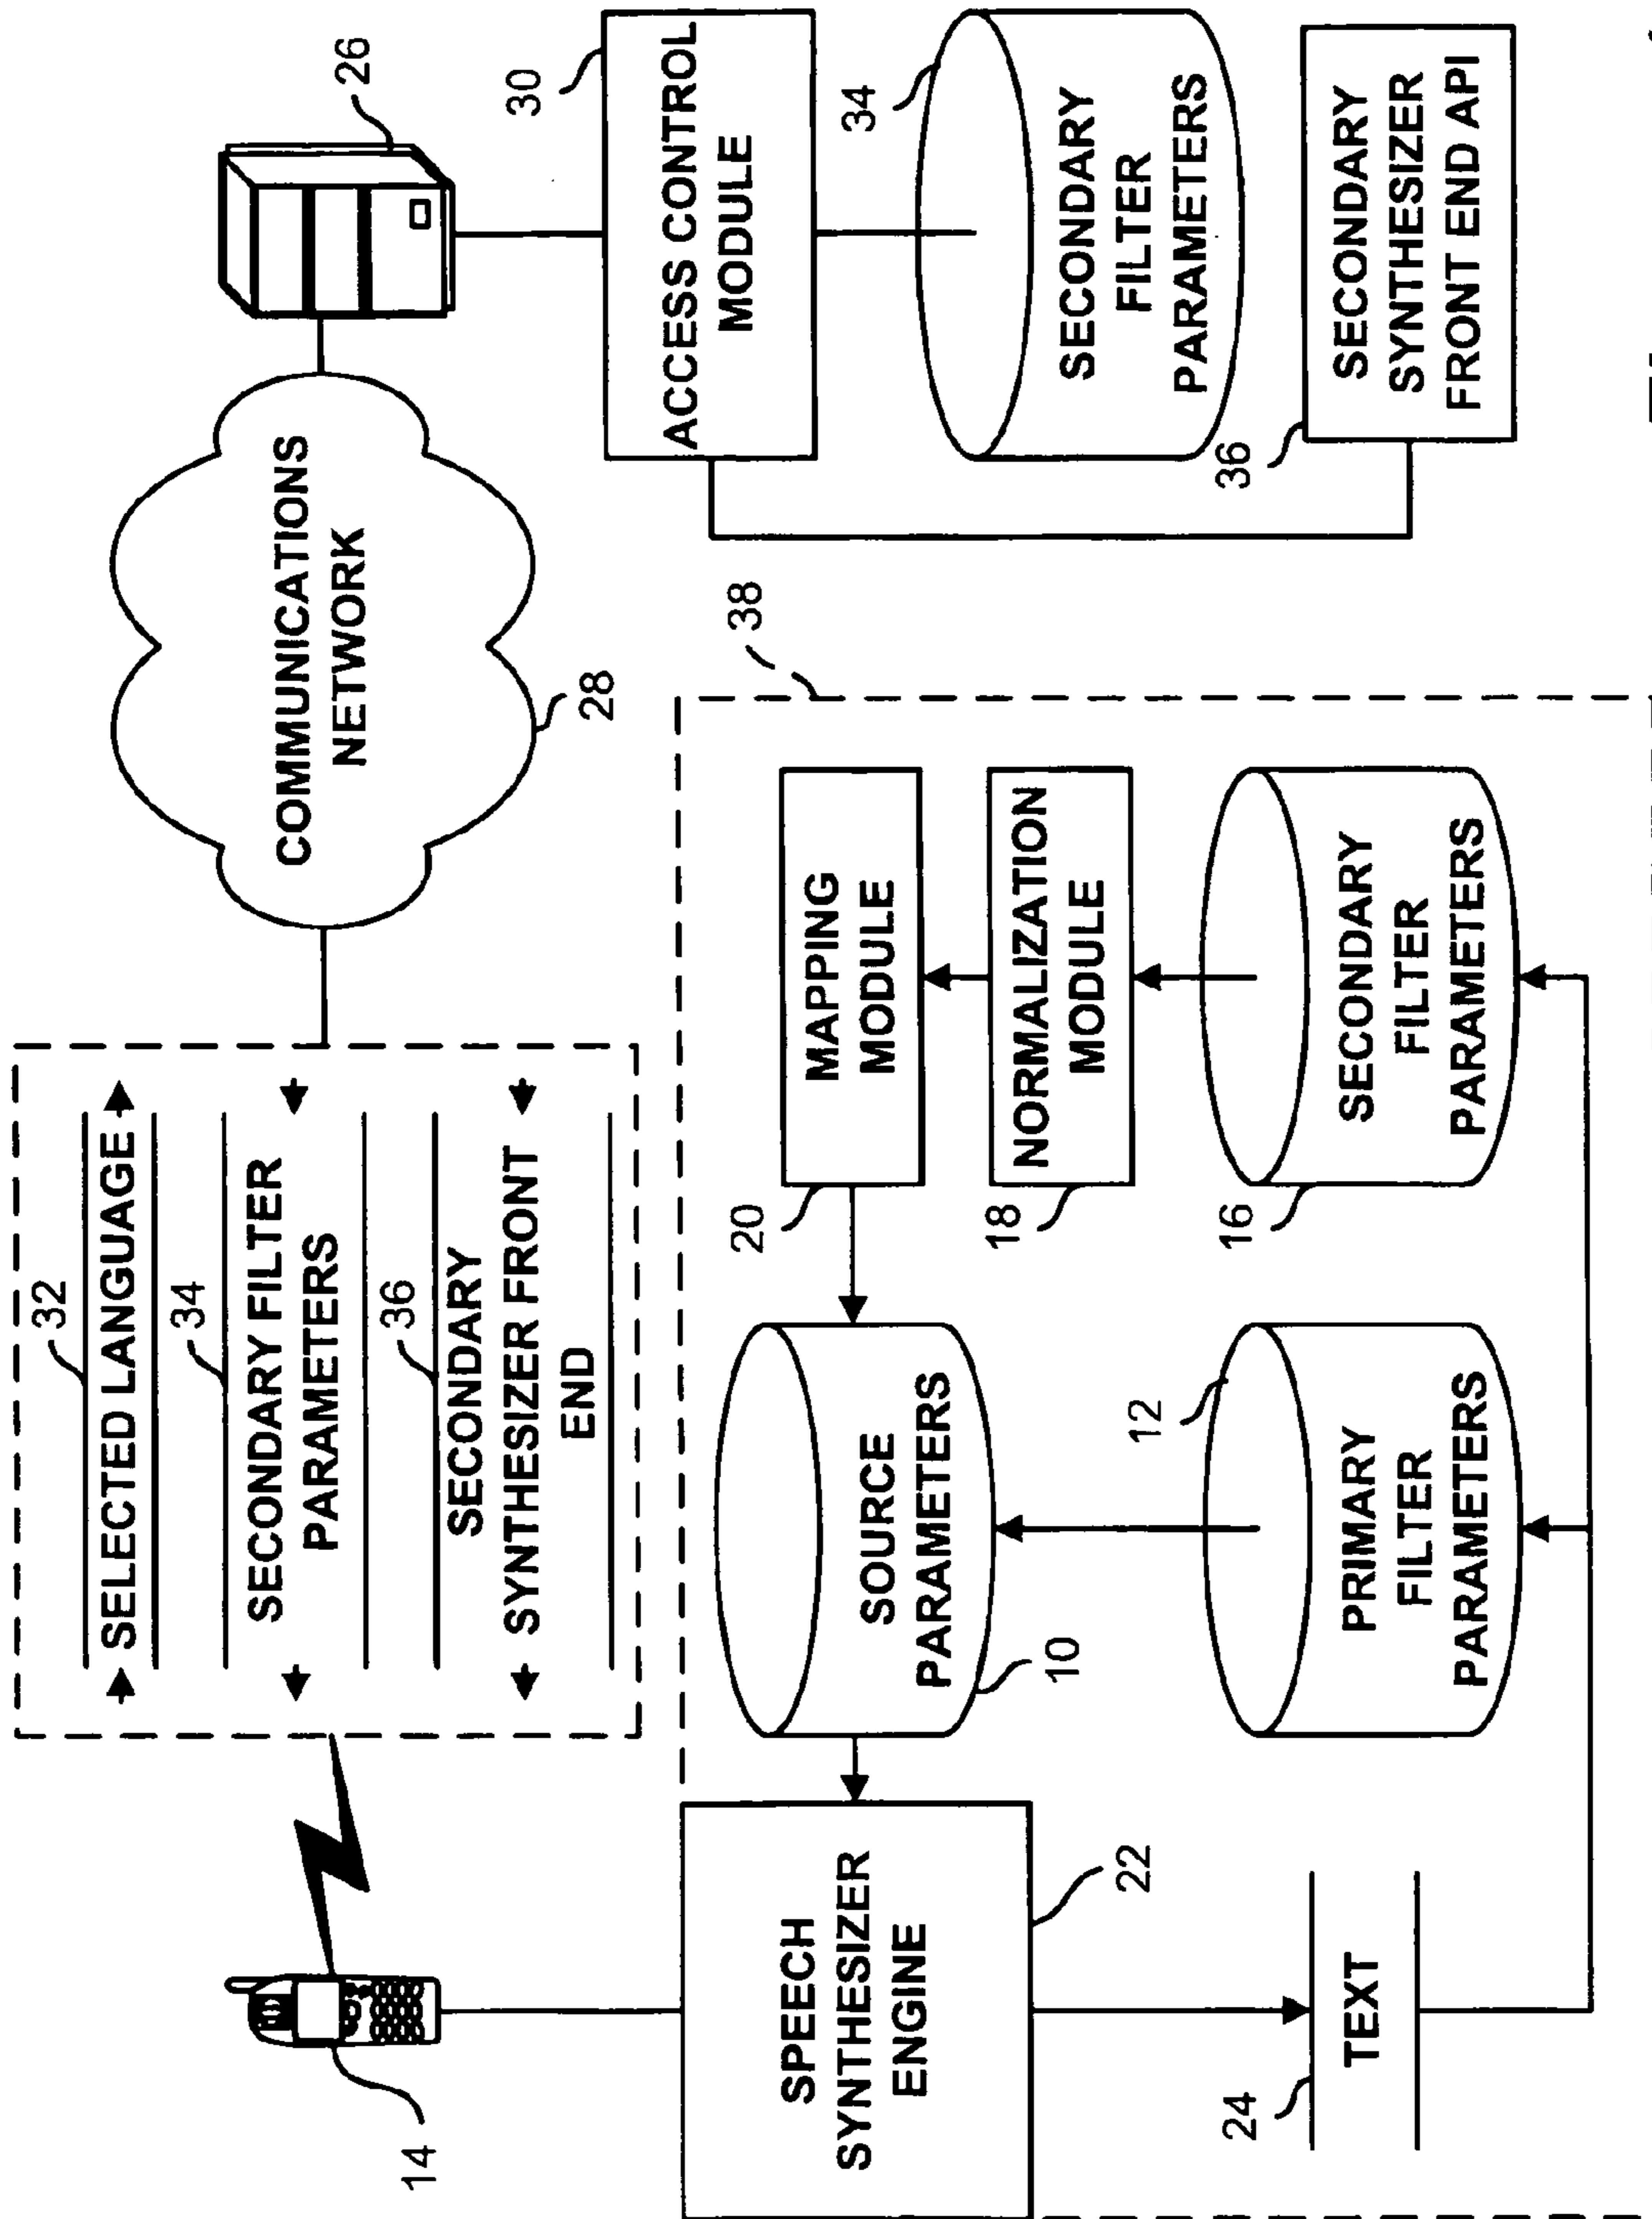 14
32
SELECTED LANGUAGE
34
SECONDARY FILTER
PARAMETERS
36
SECONDARY
SYNTHESIZER FRONT
END
COMMUNICATIONS
NETWORK
28
26
30
ACCESS CONTROL
MODULE
34
SECONDARY
FILTER
PARAMETERS
36
SECONDARY
SYNTHESIZER
FRONT END API
38
SPEECH
SYNTHESIZER
ENGINE
22
24
TEXT
SOURCE
PARAMETERS
10
12
PRIMARY
FILTER
PARAMETERS
20
MAPPING
MODULE
18
NORMALIZATION
MODULE
16
SECONDARY
FILTER
PARAMETERS